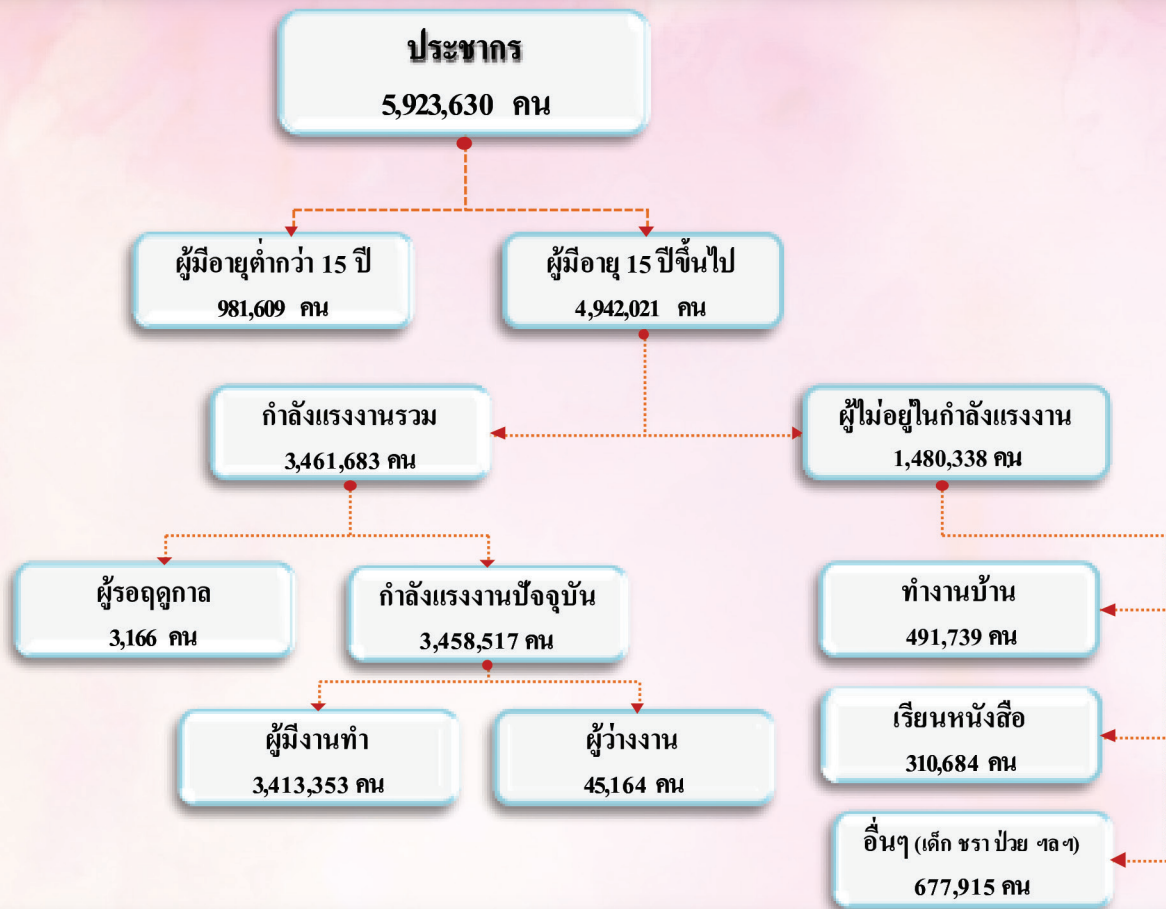 ประชากร
5,923,630 คน
ผู้มีอายุต่ำกว่า 15 ปี
981,609 คน
ผู้มีอายุ 15 ปีขึ้นไป
4,942,021 คน
กำลังแรงงานรวม
3,461,683 คน
ผู้ไม่อยู่ในกำลังแรงงาน
1,480,338 คน
ผู้รอฤดูกาล
3,166 คน
กำลังแรงงานปัจจุบัน
3,458,517 คน
ทำงานบ้าน
491,739 คน
ผู้มีงานทำ
3,413,353 คน
ผู้ว่างงาน
45,164 คน
เรียนหนังสือ
310,684 คน
อื่นๆ (เด็ก ชรา ป่วย ฯลฯ)
677,915 คน